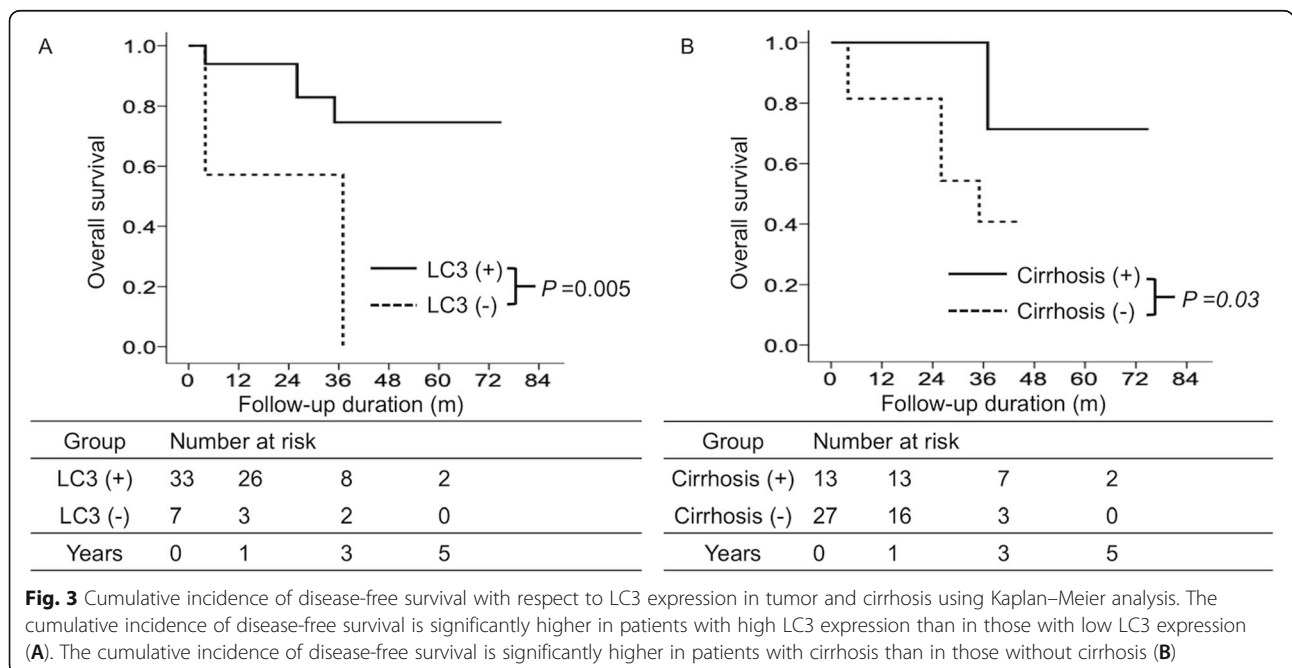 A
Overall survival
1.0
0.8
0.6
0.4
0.2
0.0
LC3 (+)
LC3 (-)
P =0.005
0 12 24 36 48 60 72 84
Follow-up duration (m)
Group Number at risk
LC3 (+) 33 26 8 2
LC3 (-) 7 3 2 0
Years 0 1 3 5
B
Overall survival
1.0
0.8
0.6
0.4
0.2
0.0
Cirrhosis (+)
Cirrhosis (-)
P =0.03
0 12 24 36 48 60 72 84
Follow-up duration (m)
Group Number at risk
Cirrhosis (+) 13 13 7 2
Cirrhosis (-) 27 16 3 0
Years 0 1 3 5
Fig. 3 Cumulative incidence of disease-free survival with respect to LC3 expression in tumor and cirrhosis using Kaplan–Meier analysis. The
cumulative incidence of disease-free survival is significantly higher in patients with high LC3 expression than in those with low LC3 expression
(A). The cumulative incidence of disease-free survival is significantly higher in patients with cirrhosis than in those without cirrhosis (B)